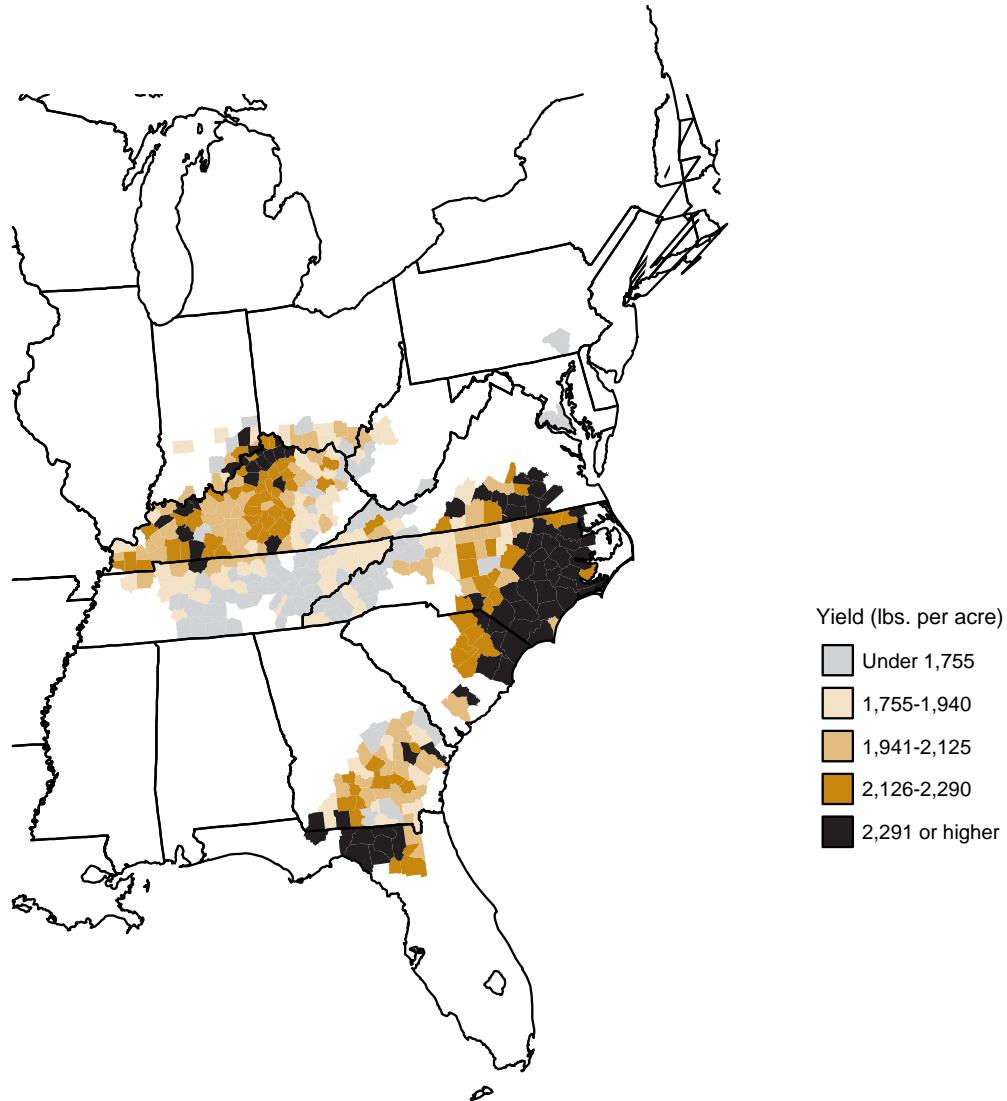 Yield (lbs. per acre)
Under 1,755
1,755-1,940
1,941-2,125
2,126-2,290
2,291 or higher